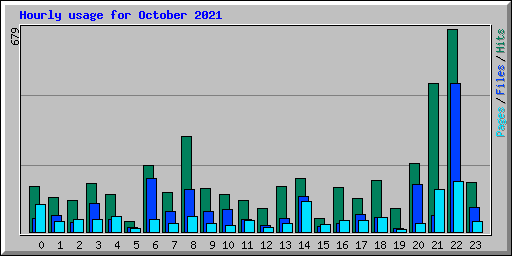 Hourly usage for October 2021
679
Pages / Files / Hits
0 1 2 3 4 5 6 7 8 9 10 11 12 13 14 15 16 17 18 19 20 21 22 23